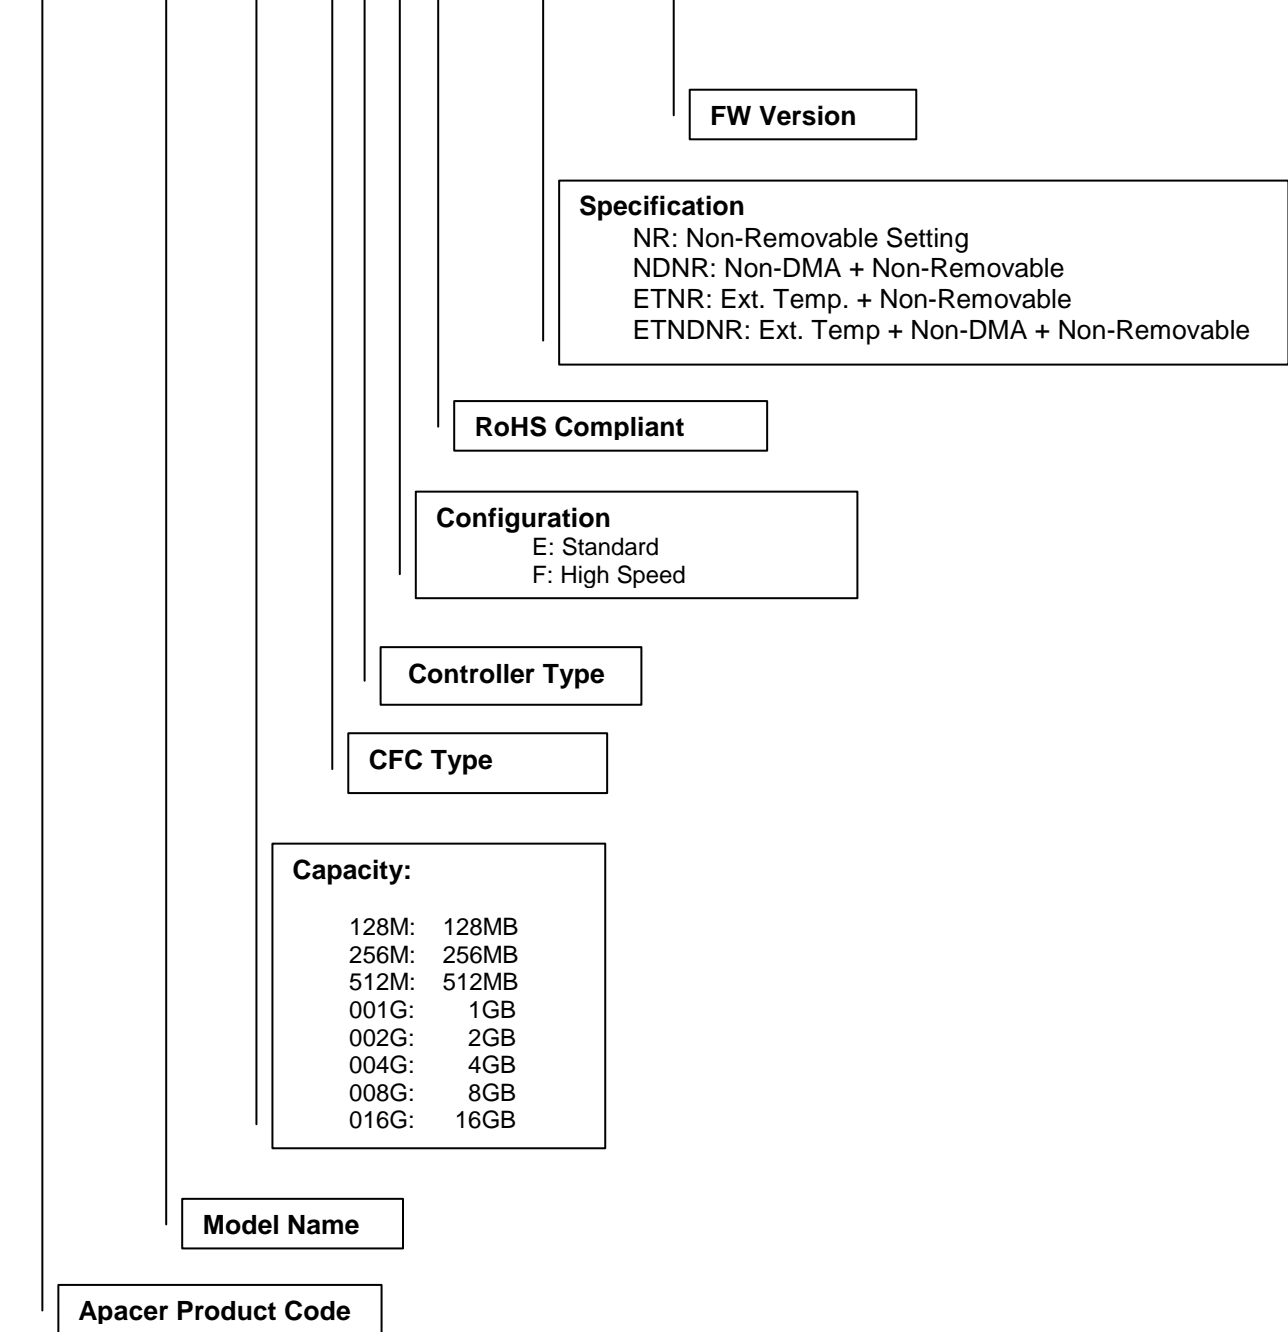 FW Version
Specification
NR: Non-Removable Setting
NDNR: Non-DMA + Non-Removable
ETNR: Ext. Temp. + Non-Removable
ETNDNR: Ext. Temp + Non-DMA + Non-Removable
RoHS Compliant
Configuration
E: Standard
F: High Speed
Controller Type
CFC Type
Capacity:
128M: 128MB
256M: 256MB
512M: 512MB
001G: 1GB
002G: 2GB
004G: 4GB
008G: 8GB
016G: 16GB
Model Name
Apacer Product Code